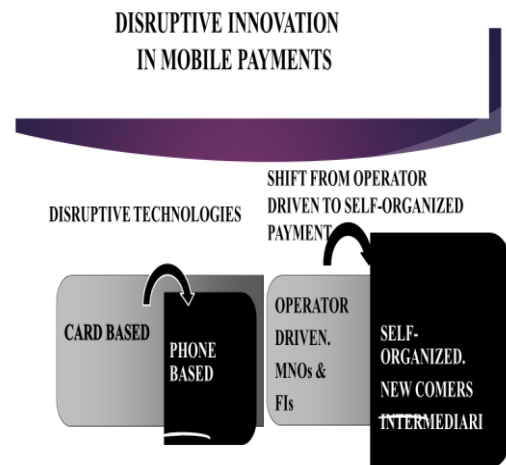 DISRUPTIVE INNOVATION
IN MOBILE PAYMENTS
DISRUPTIVE TECHNOLOGIES
SHIFT FROM OPERATOR
DRIVEN TO SELF-ORGANIZED
PAYMENT
CARD BASED
PHONE
BASED
OPERATOR
DRIVEN.
MNOs &
FIs
SELF-
ORGANIZED.
NEW COMERS
INTERMEDIARI